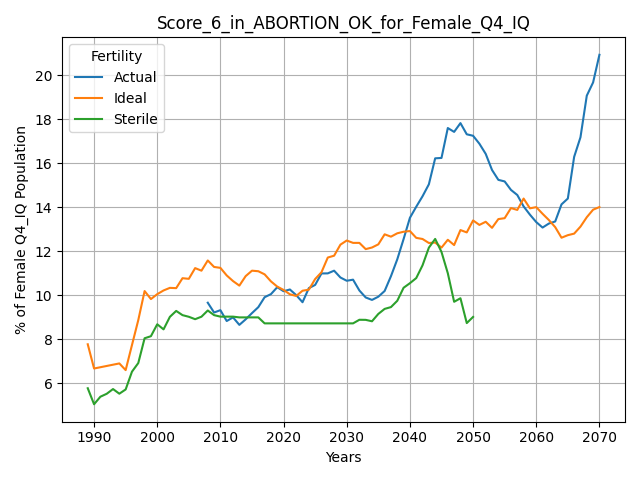 Score_6_in_ABORTION_OK_for_Female_Q4_IQ
Fertility
Actual
Ideal
Sterile
% of Female Q4_IQ Population
20
18
16
14
12
10
8
6
1990 2000 2010 2020 2030 2040 2050 2060 2070
Years